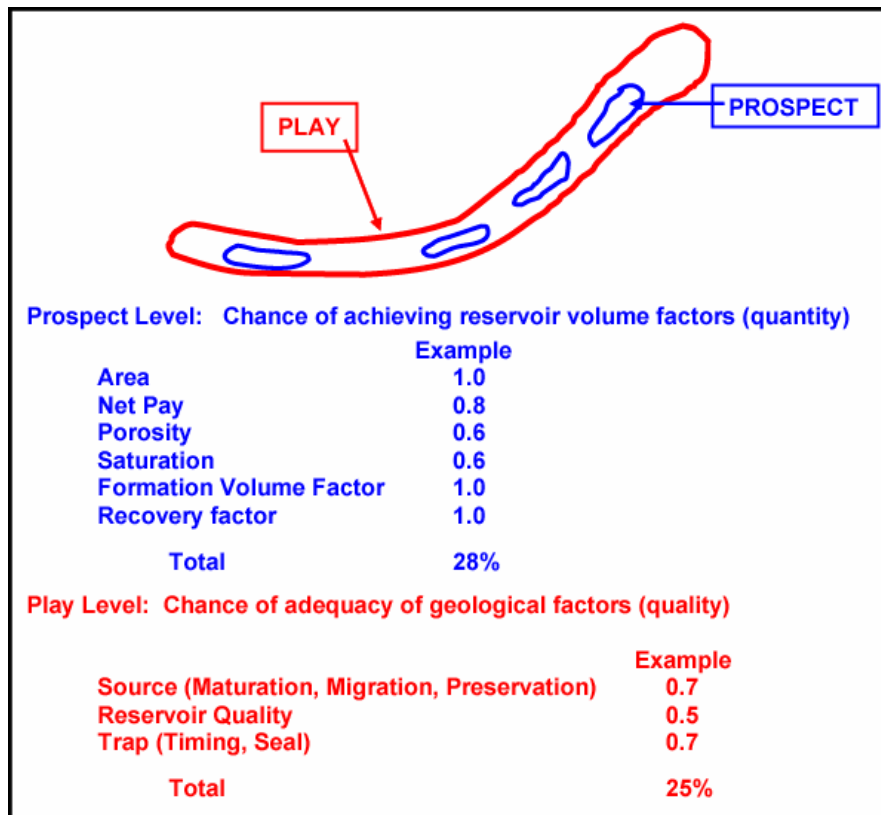 PLAY
PROSPECT
Prospect Level: Chance of achieving reservoir volume factors (quantity)
Example
Area 1.0
Net Pay 0.8
Porosity 0.6
Saturation 0.6
Formation Volume Factor 1.0
Recovery factor 1.0
Total 28%
Play Level: Chance of adequacy of geological factors (quality)
Example
Source (Maturation, Migration, Preservation) 0.7
Reservoir Quality 0.5
Trap (Timing, Seal) 0.7
Total 25%